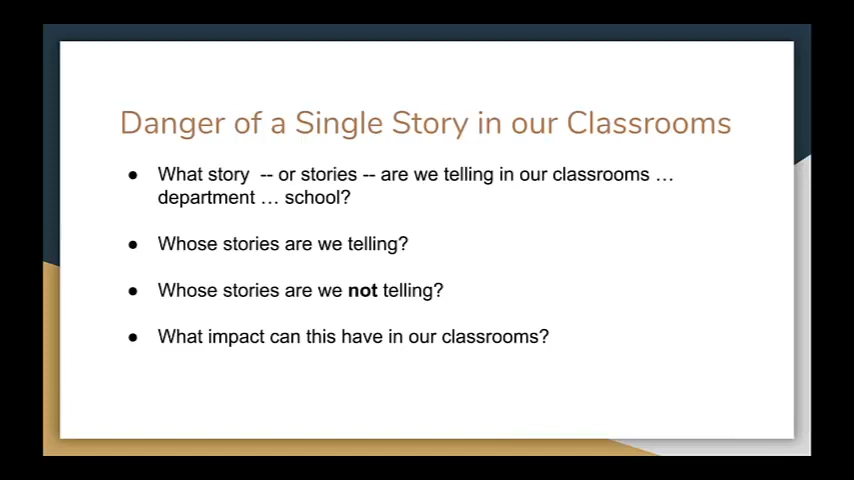 Danger of a Single Story in our Classrooms
● What story -- or stories -- are we telling in our classrooms …
department … school?
● Whose stories are we telling?
● Whose stories are we not telling?
● What impact can this have in our classrooms?